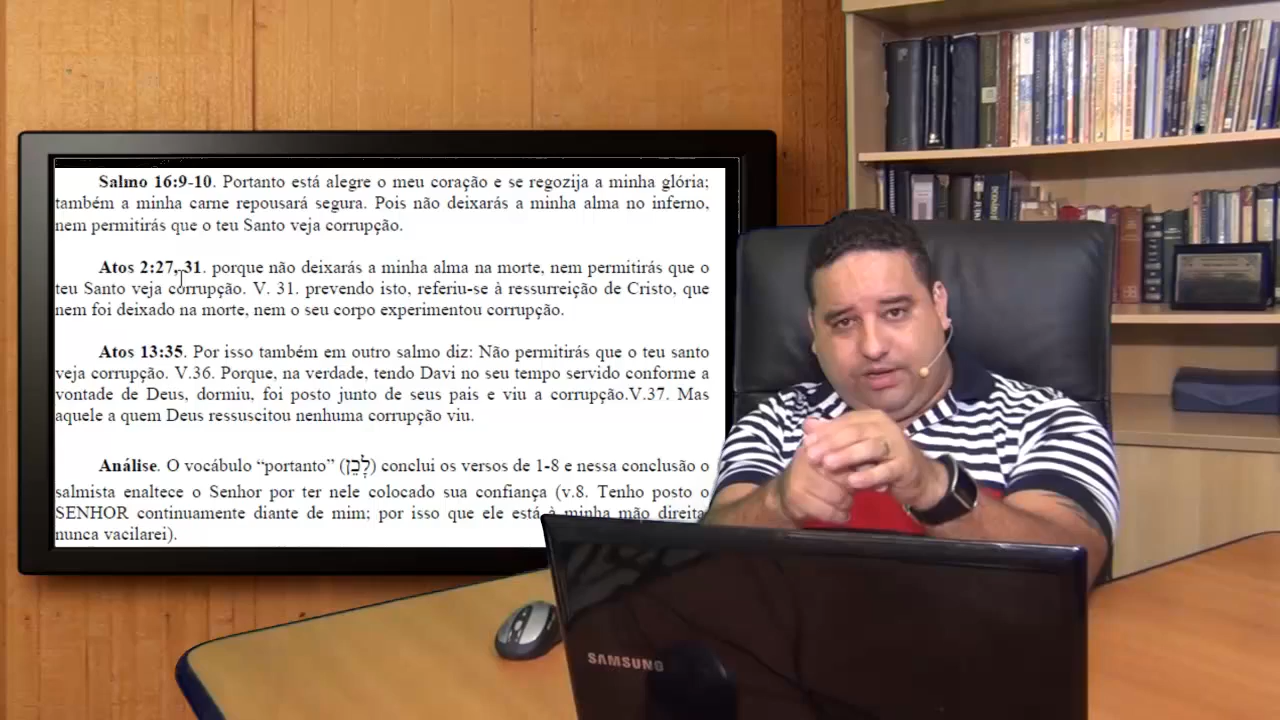 Salmo 16:9-10. Portanto está alegre o meu coração e se regozija a minha glória;
também a minha carne repousará segura. Pois não deixarás a minha alma no inferno,
nem permitirás que o teu Santo veja corrupção.
Atos 2:27, 31. porque não deixarás a minha alma na morte, nem permitirás que o
teu Santo veja corrupção. V. 31. prevendo isto, referiu-se à ressurreição de Cristo, que
nem foi deixado na morte, nem o seu corpo experimentou corrupção.
Atos 13:35. Por isso também em outro salmo diz: Não permitirás que o teu santo
veja corrupção. V.36. Porque, na verdade, tendo Davi no seu tempo servido conforme a
vontade de Deus, dormiu, foi posto junto de seus pais e viu a corrupção.V.37. Mas
aquele a quem Deus ressuscitou nenhuma corrupção viu.
Análise. O vocábulo “portanto” (לָכֵן) conclui os versos de 1-8 e nessa conclusão o
salmista enaltece o Senhor por ter nele colocado sua confiança (v.8. Tenho posto o
SENHOR continuamente diante de mim; por isso que ele está à minha mão direita,
nunca vacilarei).
SAMSUNG